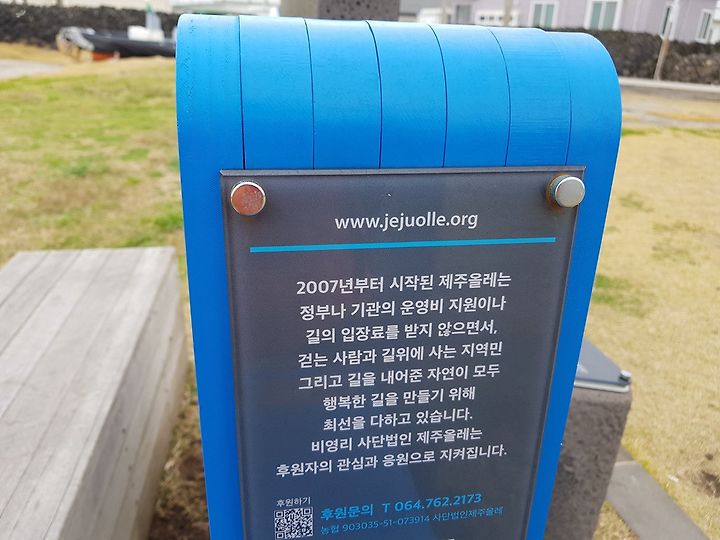 www.jejuolle.org
2007년부터 시작된 제주올레는
정부나 기관의 운영비 지원이나
길의 입장료를 받지 않으면서,
걷는 사람과 길위에 사는 지역민
그리고 길을 내어준 자연이 모두
행복한 길을 만들기 위해
최선을 다하고 있습니다.
비영리 사단법인 제주올레는
후원자의 관심과 응원으로 지켜집니다.
후원하기
후원문의 T 064.762.2173
농협 903035-51-073914 사단법인제주올레